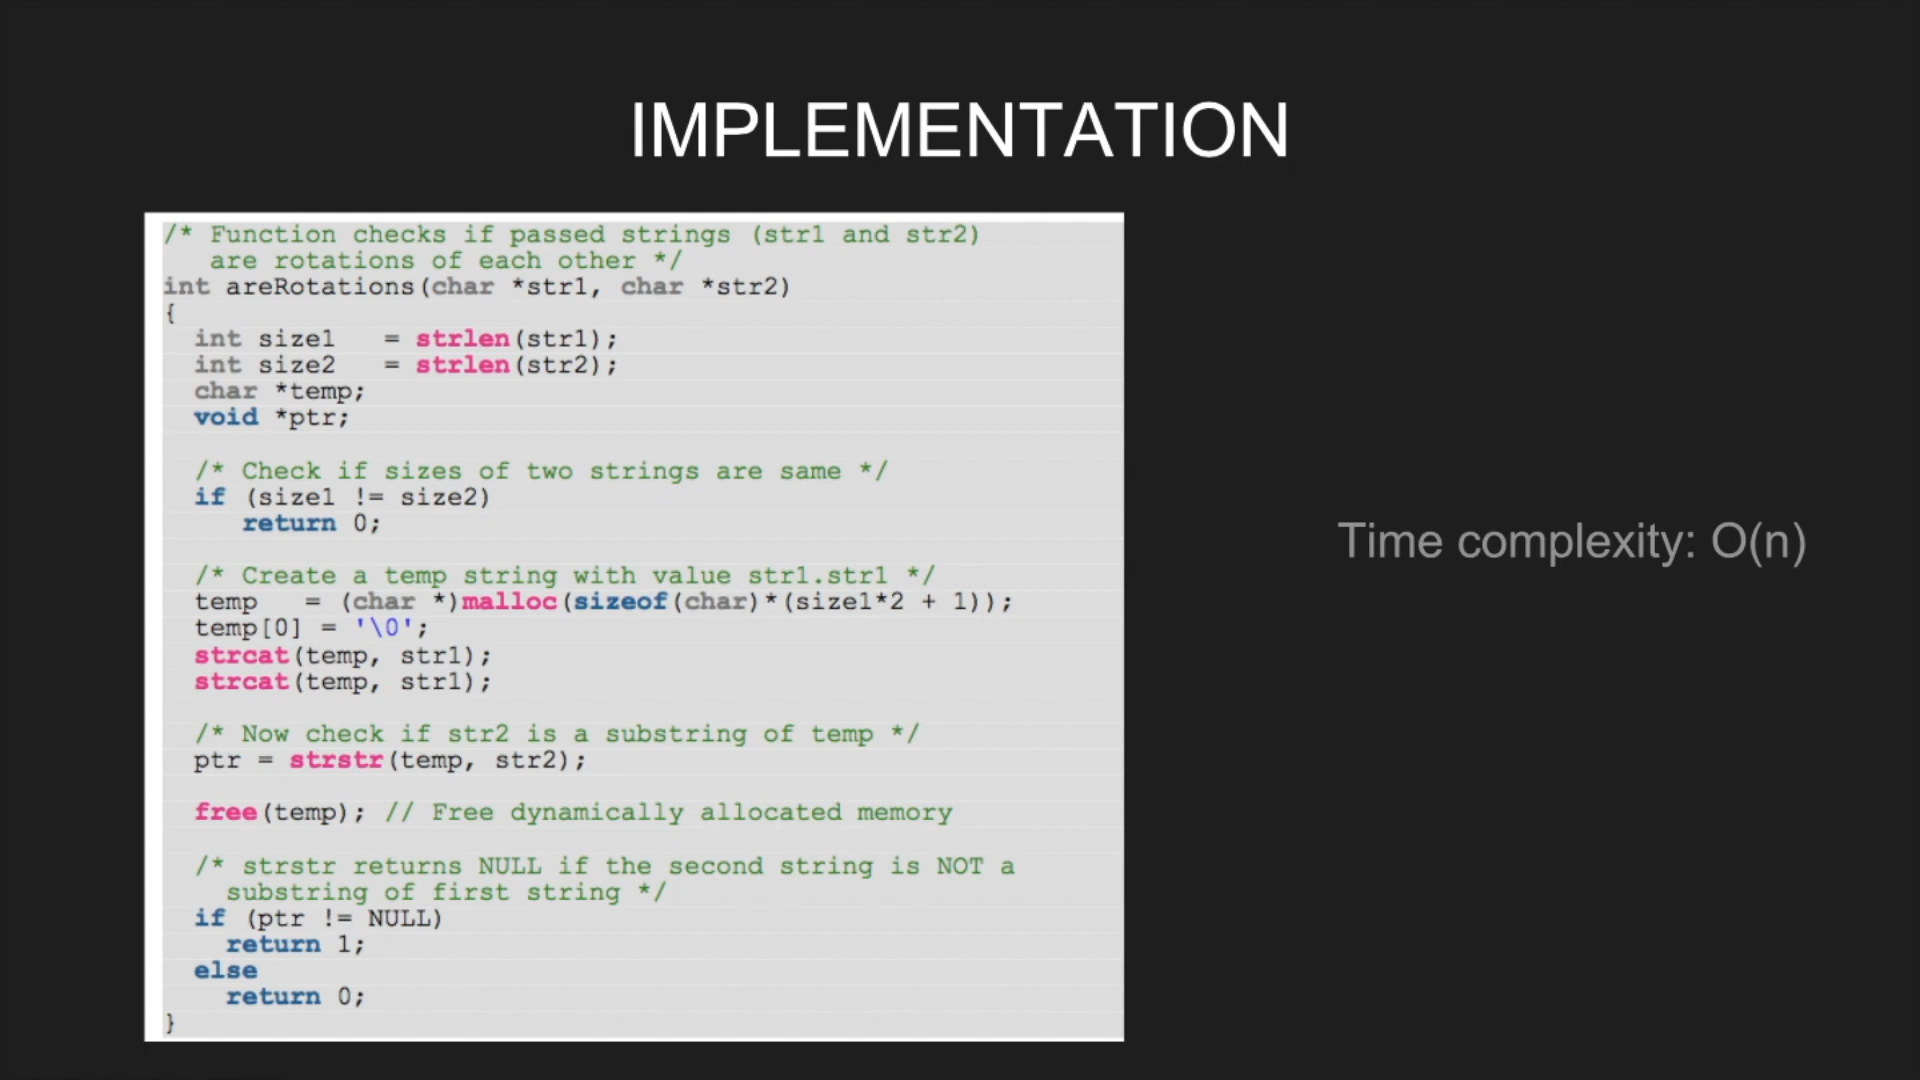 IMPLEMENTATION
/* Function checks if passed strings (str1 and str2)
   are rotations of each other */
int areRotations(char *str1, char *str2)
{
  int size1   = strlen(str1);
  int size2   = strlen(str2);
  char *temp;
  void *ptr;
  /* Check if sizes of two strings are same */
  if (size1 != size2)
     return 0;
  /* Create a temp string with value str1.str1 */
  temp   = (char *)malloc(sizeof(char)*(size1*2 + 1));
  temp[0] = '\0';
  strcat(temp, str1);
  strcat(temp, str1);
  /* Now check if str2 is a substring of temp */
  ptr = strstr(temp, str2);
  free(temp); // Free dynamically allocated memory
  /* strstr returns NULL if the second string is NOT a
    substring of first string */
  if (ptr != NULL)
    return 1;
  else
    return 0;
}
Time complexity: O(n)